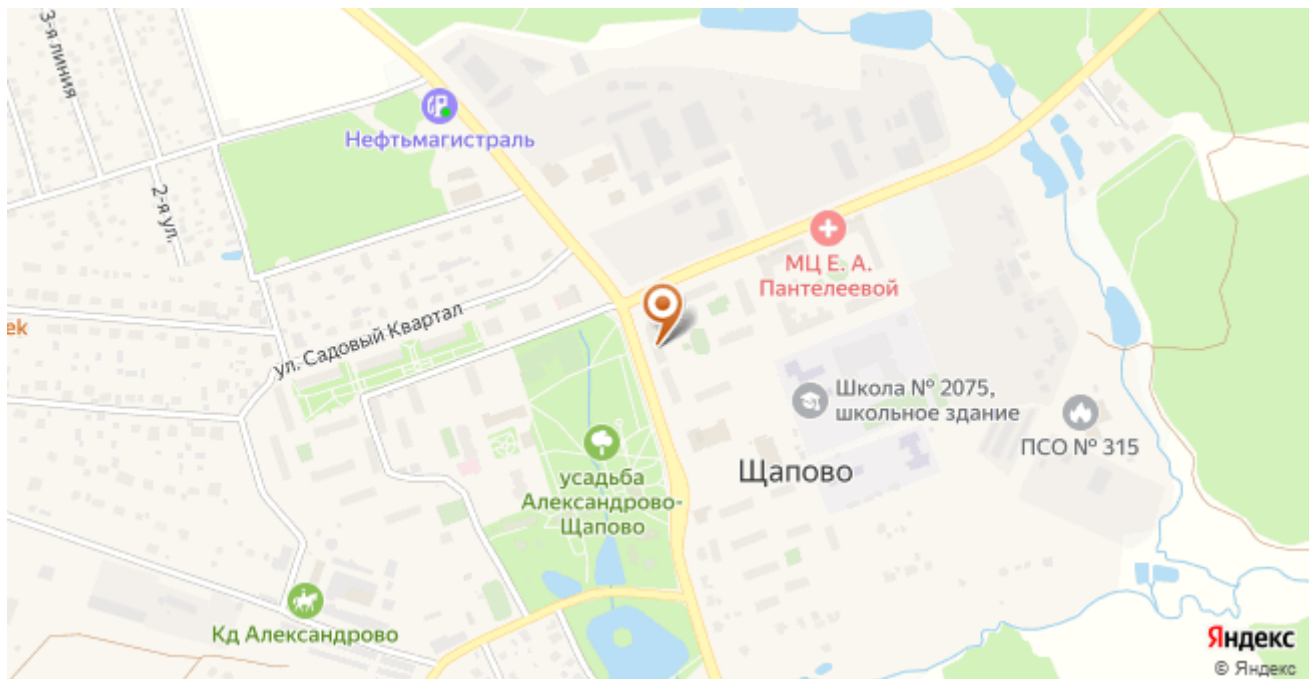 3-я линия
Нефтьмагистраль
2-я ул.
МЦ Е. А.
Пантелеевой
ek
ул. Садовый Квартал
Школа № 2075,
школьное здание
ПСО № 315
Щапово
усадьба
Александрово-
Щапово
Кд Александрово
Яндекс
© Яндекс